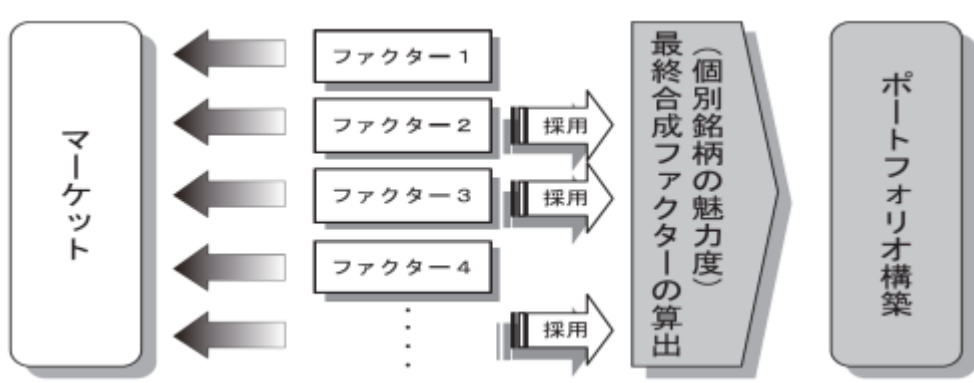 マーケット
ファクター1
ファクター2
採用
ファクター3
採用
ファクター4
採用
最終合成ファクターの算出
(個別銘柄の魅力度)
ポートフォリオ構築